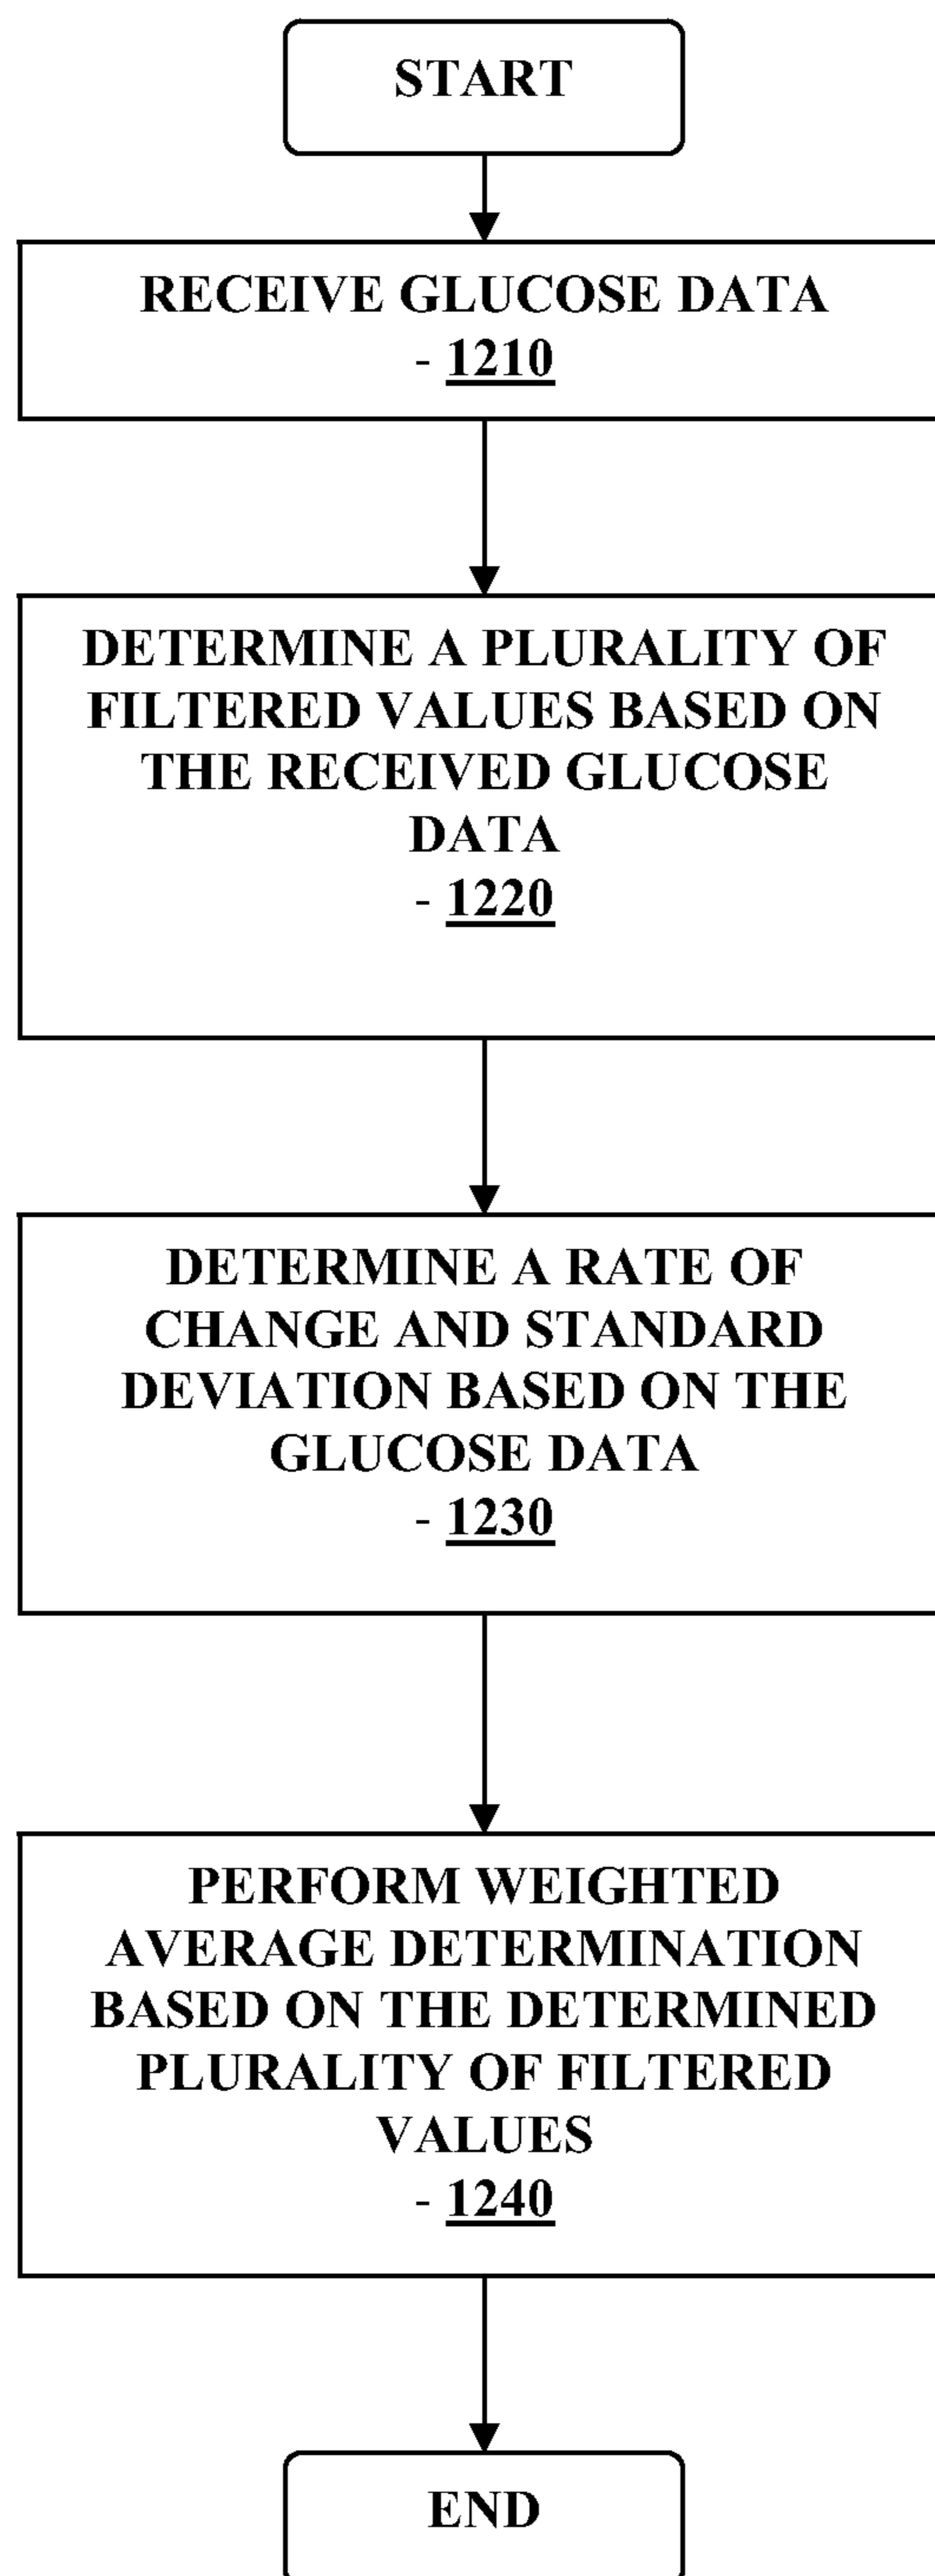 START
RECEIVE GLUCOSE DATA
- 1210
DETERMINE A PLURALITY OF
FILTERED VALUES BASED ON
THE RECEIVED GLUCOSE
DATA
- 1220
DETERMINE A RATE OF
CHANGE AND STANDARD
DEVIATION BASED ON THE
GLUCOSE DATA
- 1230
PERFORM WEIGHTED
AVERAGE DETERMINATION
BASED ON THE DETERMINED
PLURALITY OF FILTERED
VALUES
- 1240
END